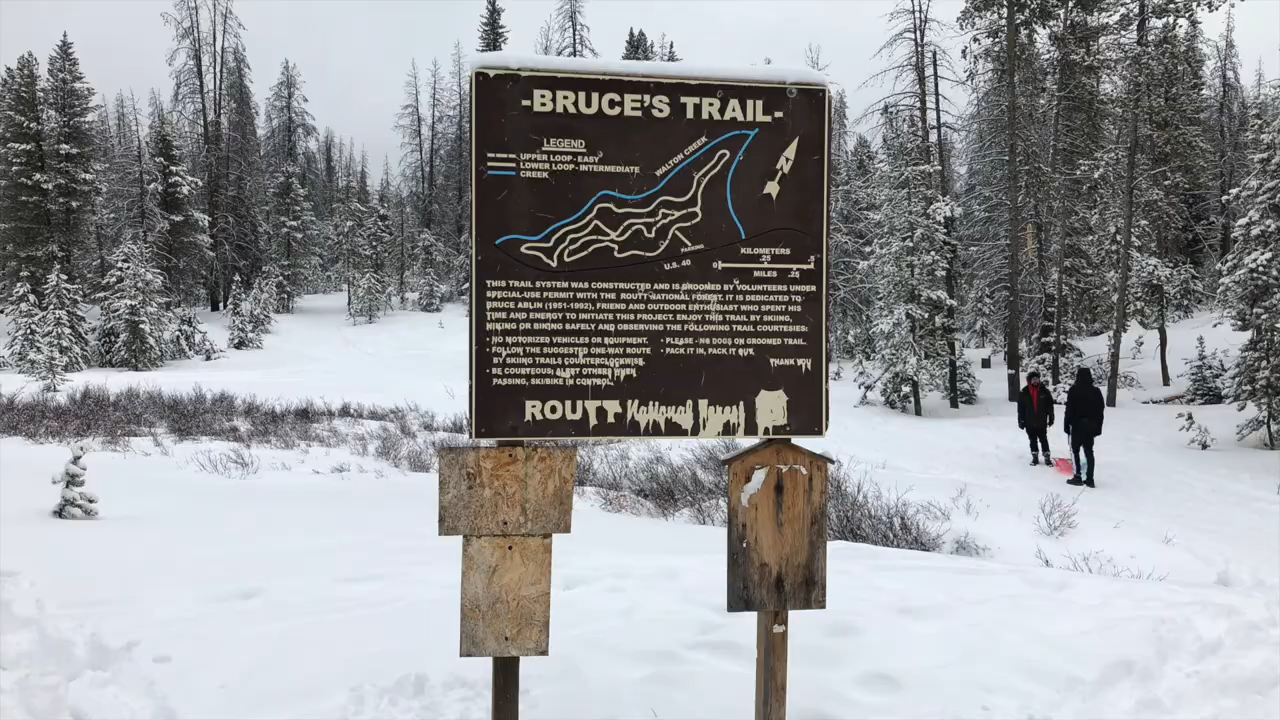 -BRUCE'S TRAIL-
LEGEND
UPPER LOOP - EASY
LOWER LOOP - INTERMEDIATE
CREEK
WALTON CREEK
PARKING
U.S. 40
KILOMETERS
0 .25 .5
MILES .25
THIS TRAIL SYSTEM WAS CONSTRUCTED AND IS GROOMED BY VOLUNTEERS UNDER
SPECIAL-USE PERMIT WITH THE ROUTT NATIONAL FOREST. IT IS DEDICATED TO
BRUCE ABLIN (1951-1992), FRIEND AND OUTDOOR ENTHUSIAST WHO SPENT HIS
TIME AND ENERGY TO INITIATE THIS PROJECT. ENJOY THIS TRAIL BY SKIING,
HIKING OR BIKING SAFELY AND OBSERVING THE FOLLOWING TRAIL COURTESIES:
• NO MOTORIZED VEHICLES OR EQUIPMENT.
• FOLLOW THE SUGGESTED ONE-WAY ROUTE
BY SKIING TRAILS COUNTERCLOCKWISE.
• BE COURTEOUS; ALERT OTHERS WHEN
PASSING, SKI/BIKE IN CONTROL.
• PLEASE - NO DOGS ON GROOMED TRAIL.
• PACK IT IN, PACK IT OUT.
THANK YOU
ROUTT National Forest